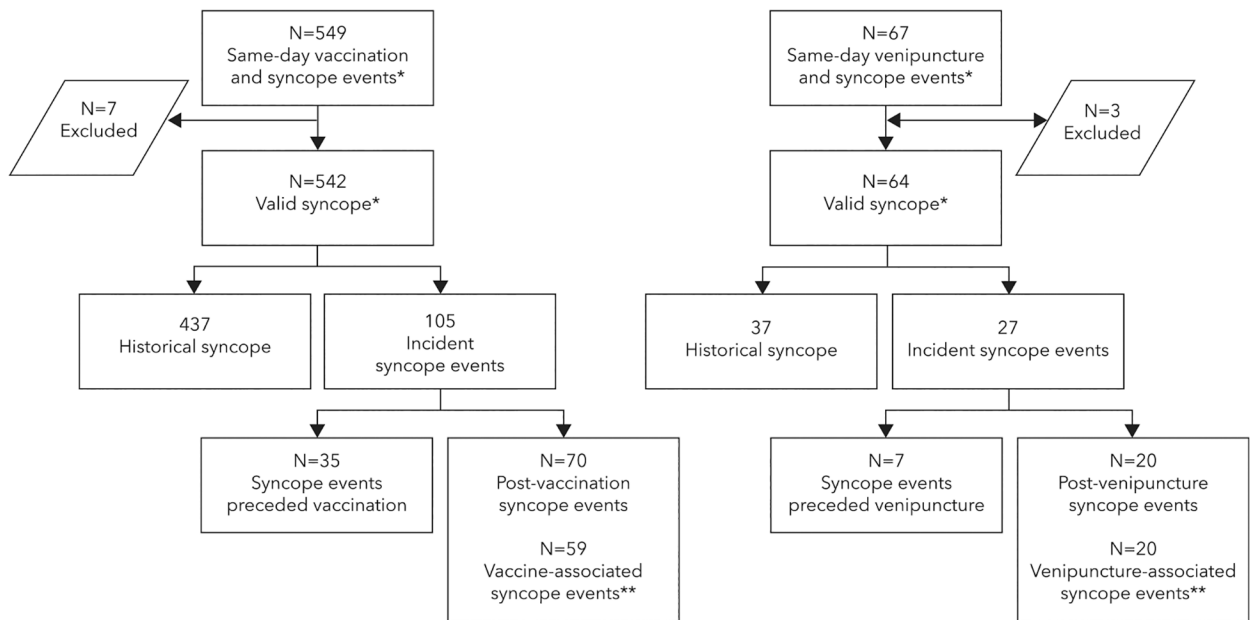 N=549
Same-day vaccination
and syncope events*
N=67
Same-day venipuncture
and syncope events*
N=7
Excluded
N=3
Excluded
N=542
Valid syncope*
N=64
Valid syncope*
437
Historical syncope
105
Incident
syncope events
37
Historical syncope
27
Incident syncope events
N=35
Syncope events
preceded vaccination
N=70
Post-vaccination
syncope events
N=59
Vaccine-associated
syncope events**
N=7
Syncope events
preceded venipuncture
N=20
Post-venipuncture
syncope events
N=20
Venipuncture-associated
syncope events**